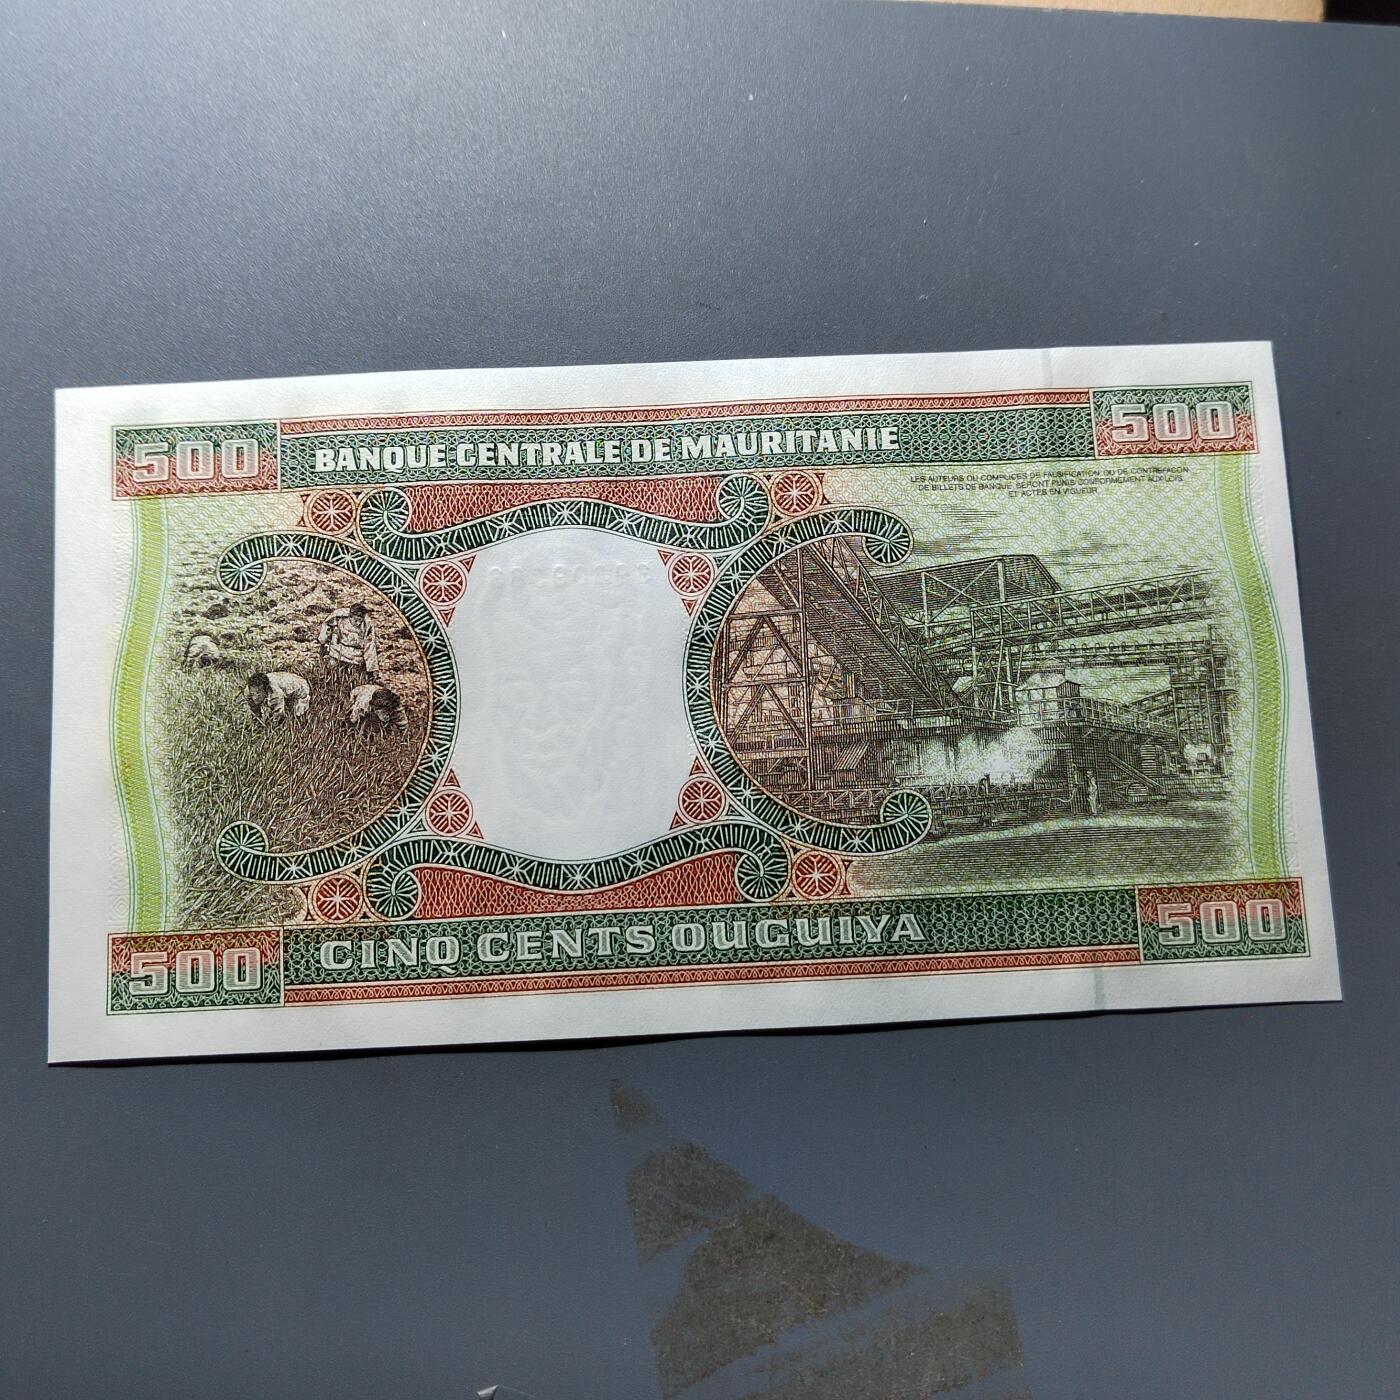 500
BANQUE CENTRALE DE MAURITANIE
500
LES AUTEURS OU COMPLICES DE FALSIFICATION OU DE CONTREFAÇON
DE BILLETS DE BANQUE SERONT PUNIS CONFORMEMENT AUX LOIS
ET ACTES EN VIGUEUR
500
CINQ CENTS OUGUIYA
500